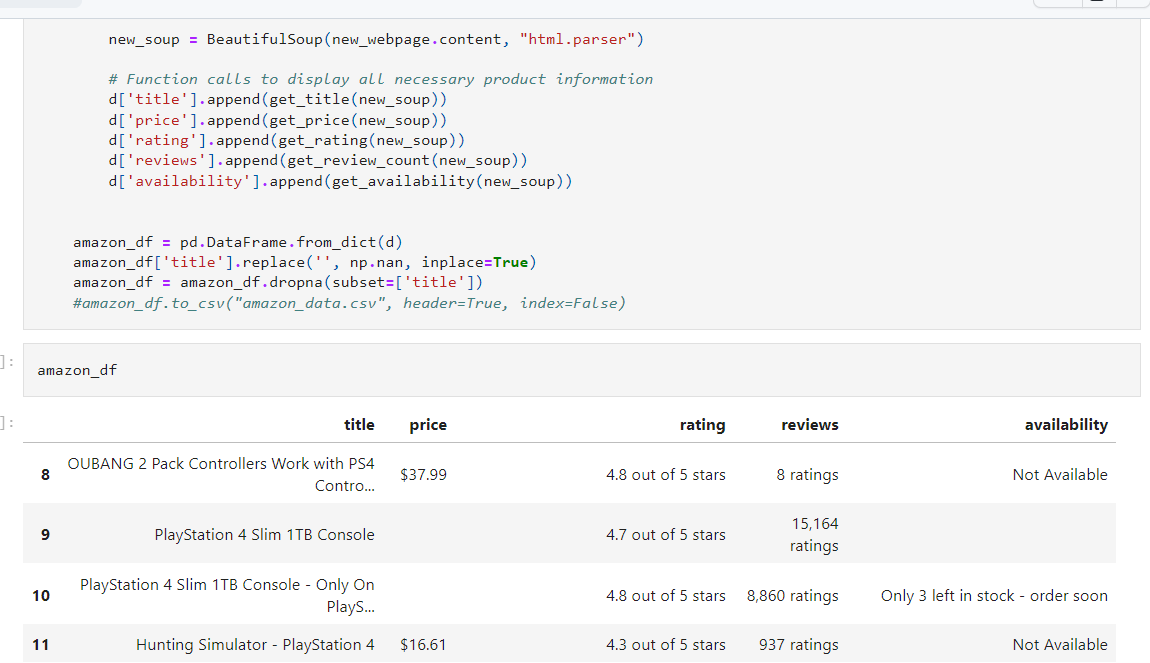 new_soup = BeautifulSoup(new_webpage.content, "html.parser")
# Function calls to display all necessary product information
d['title'].append(get_title(new_soup))
d['price'].append(get_price(new_soup))
d['rating'].append(get_rating(new_soup))
d['reviews'].append(get_review_count(new_soup))
d['availability'].append(get_availability(new_soup))
amazon_df = pd.DataFrame.from_dict(d)
amazon_df['title'].replace('', np.nan, inplace=True)
amazon_df = amazon_df.dropna(subset=['title'])
#amazon_df.to_csv("amazon_data.csv", header=True, index=False)
]:
amazon_df
]:
title price rating reviews availability
8 OUBANG 2 Pack Controllers Work with PS4 Contro... $37.99 4.8 out of 5 stars 8 ratings Not Available
9 PlayStation 4 Slim 1TB Console 4.7 out of 5 stars 15,164 ratings
10 PlayStation 4 Slim 1TB Console - Only On PlayS... 4.8 out of 5 stars 8,860 ratings Only 3 left in stock - order soon
11 Hunting Simulator - PlayStation 4 $16.61 4.3 out of 5 stars 937 ratings Not Available